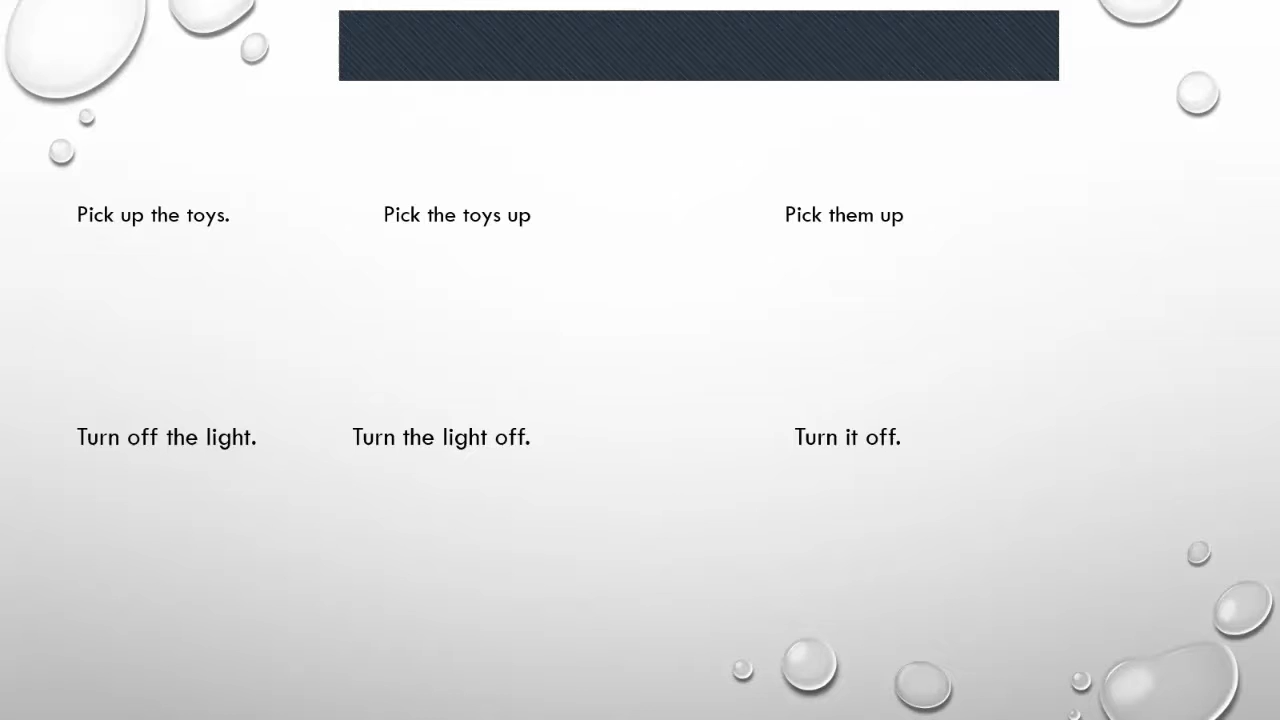 Pick up the toys. Pick the toys up Pick them up
Turn off the light. Turn the light off. Turn it off.